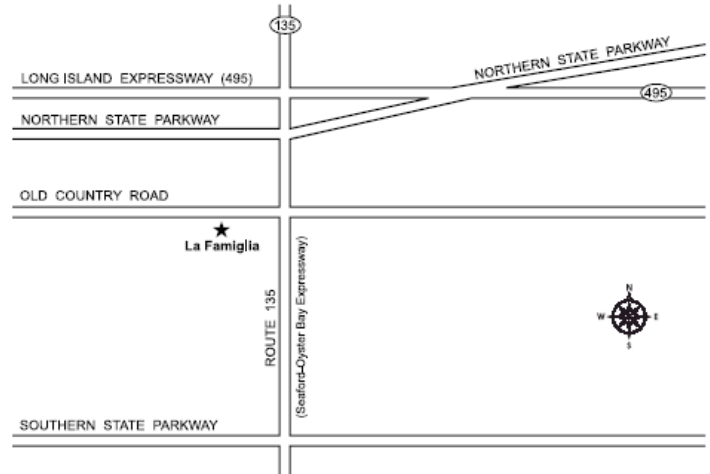 135
NORTHERN STATE PARKWAY
LONG ISLAND EXPRESSWAY (495)
495
NORTHERN STATE PARKWAY
OLD COUNTRY ROAD
La Famiglia
ROUTE 135
(Seaford-Oyster Bay Expressway)
N
W
E
S
SOUTHERN STATE PARKWAY